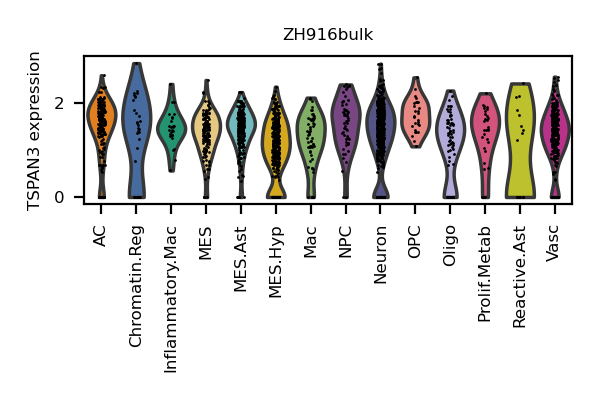 ZH916bulk
TSPAN3 expression
2
0
AC
Chromatin.Reg
Inflammatory.Mac
MES
MES.Ast
MES.Hyp
Mac
NPC
Neuron
OPC
Oligo
Prolif.Metab
Reactive.Ast
Vasc